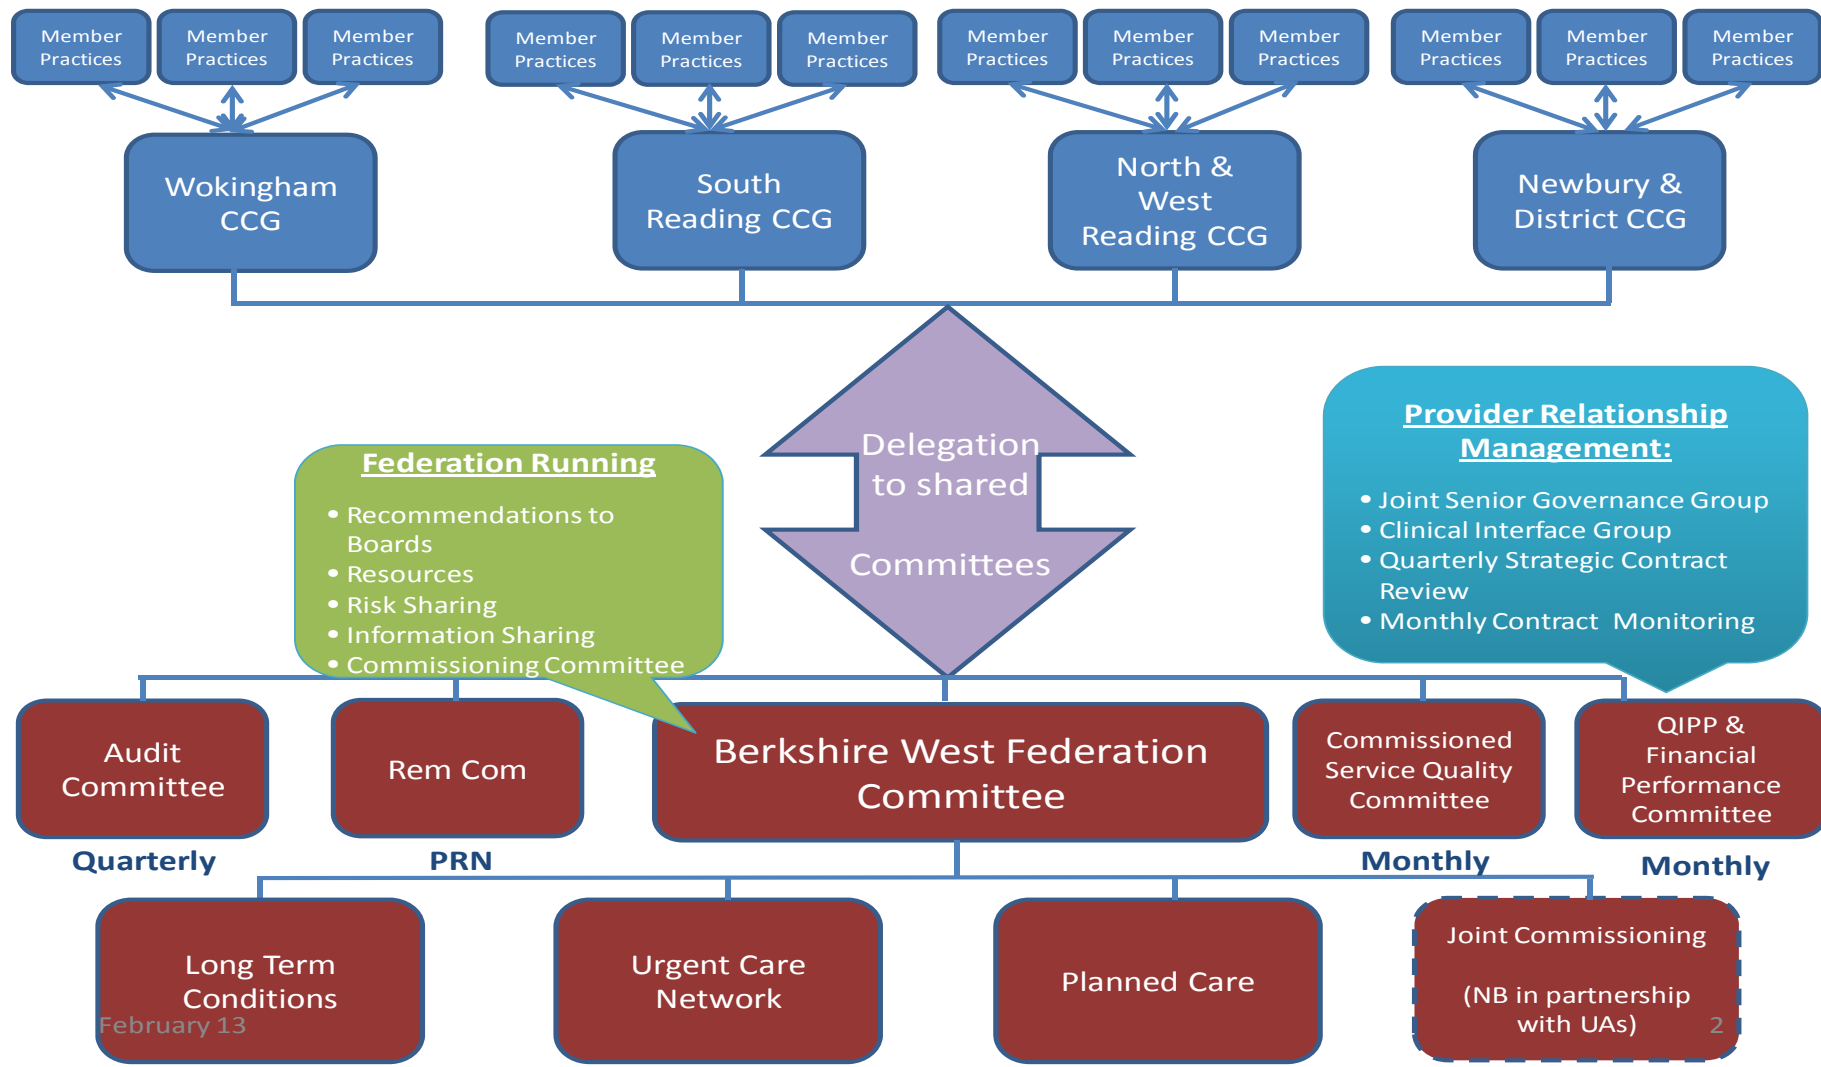 Member
Practices
Member
Practices
Member
Practices
Member
Practices
Member
Practices
Member
Practices
Member
Practices
Member
Practices
Member
Practices
Member
Practices
Member
Practices
Member
Practices
Wokingham
CCG
South
Reading CCG
North &
West
Reading CCG
Newbury &
District CCG
Delegation
to shared
Committees
Federation Running
• Recommendations to
Boards
• Resources
• Risk Sharing
• Information Sharing
• Commissioning Committee
Provider Relationship
Management:
• Joint Senior Governance Group
• Clinical Interface Group
• Quarterly Strategic Contract
Review
• Monthly Contract Monitoring
Audit
Committee
Rem Com
Berkshire West Federation
Committee
Commissioned
Service Quality
Committee
QIPP &
Financial
Performance
Committee
Quarterly
PRN
Monthly
Monthly
Long Term
Conditions
Urgent Care
Network
Planned Care
Joint Commissioning
(NB in partnership
with UAs)
February 13
2